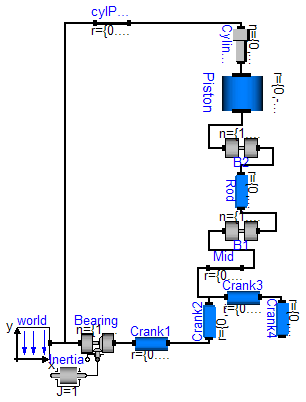 cylP...
r={0....
n={0....
Cylin...
Piston
r={0,-....
n={1....
B2
Rod
r={0,...
n={1....
B1
Mid
r={0....
Crank3
r={0....
Crank4
r={0,...
Crank2
r={0,...
Crank1
r={0....
Bearing
n={1....
world
y
x
Inertia
J=1